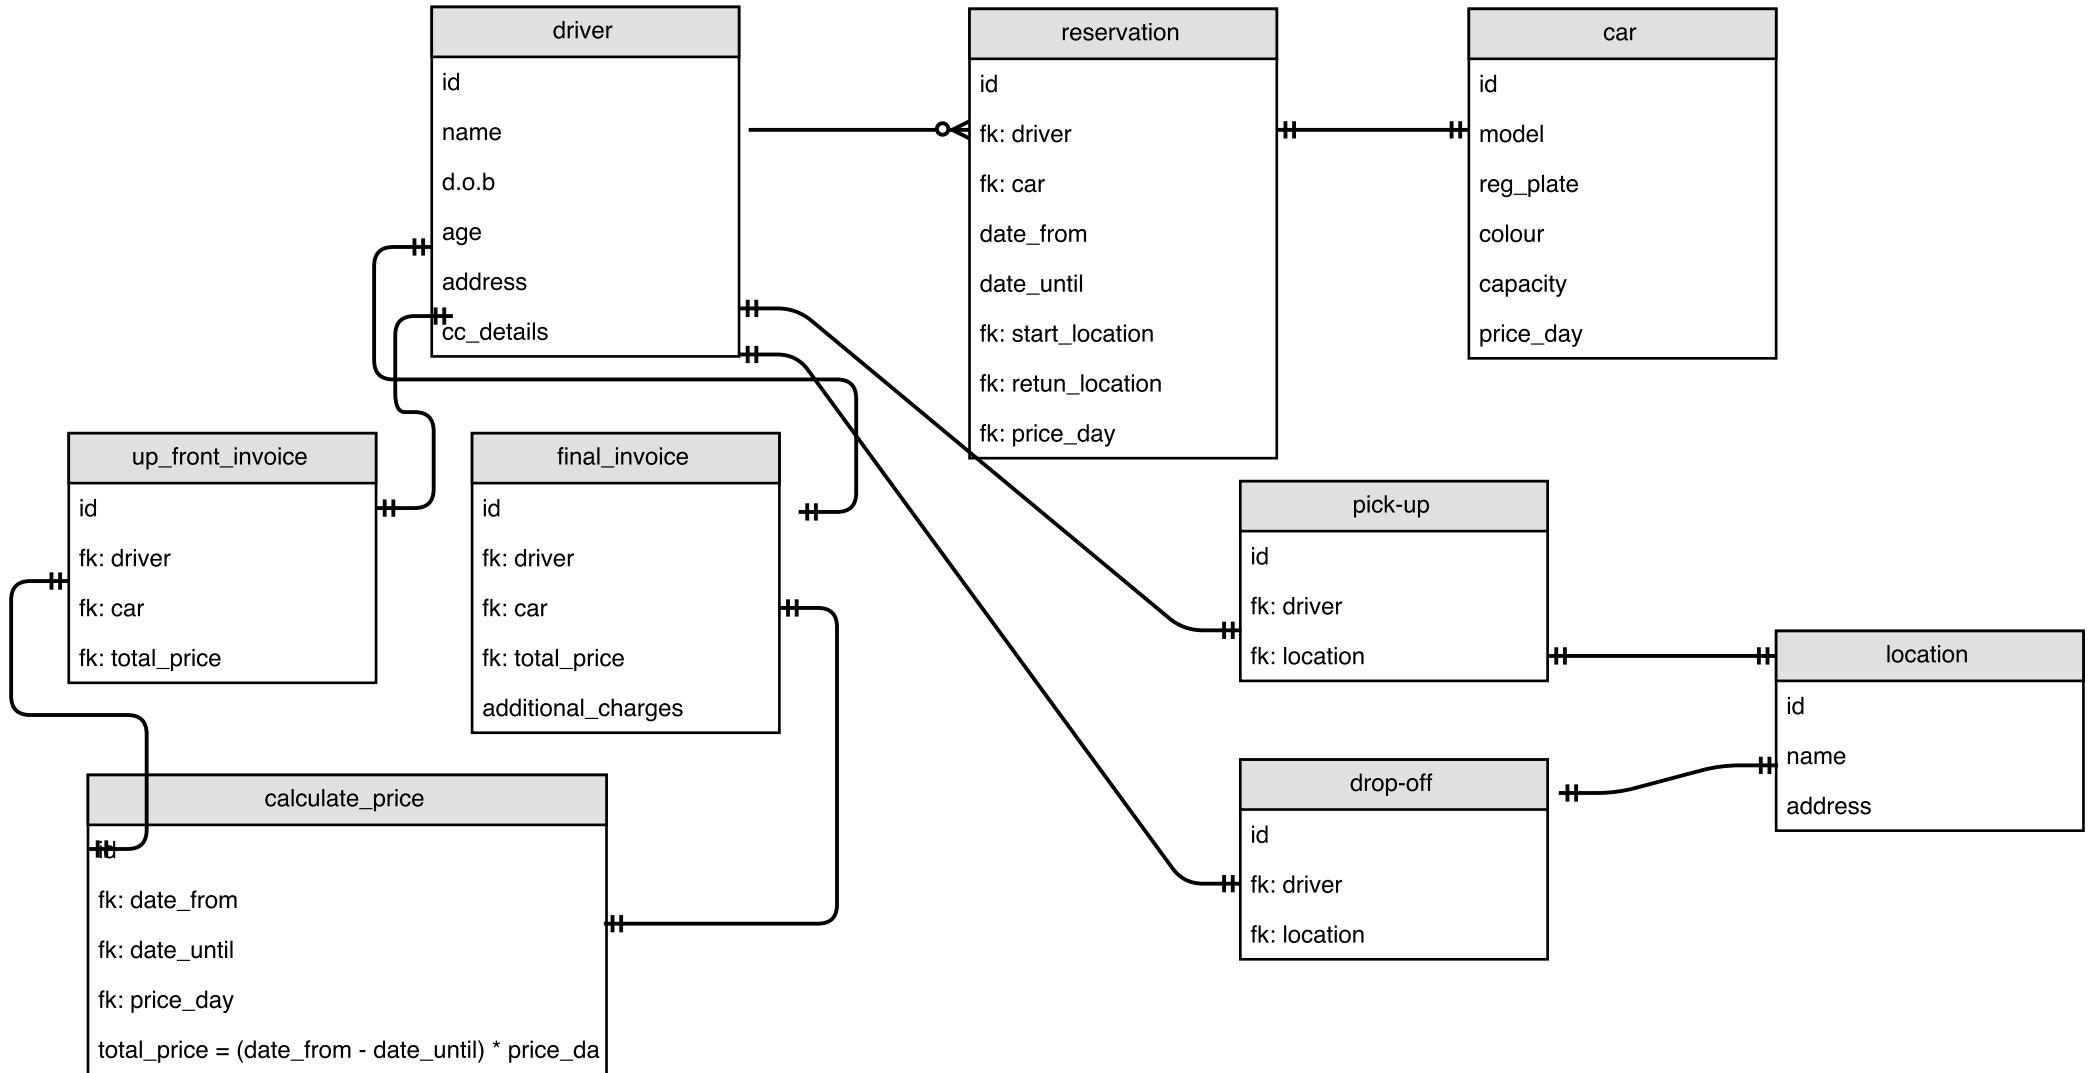 driver
id
name
d.o.b
age
address
cc_details
reservation
id
fk: driver
fk: car
date_from
date_until
fk: start_location
fk: retun_location
fk: price_day
car
id
model
reg_plate
colour
capacity
price_day
up_front_invoice
id
fk: driver
fk: car
fk: total_price
final_invoice
id
fk: driver
fk: car
fk: total_price
additional_charges
pick-up
id
fk: driver
fk: location
location
id
name
address
drop-off
id
fk: driver
fk: location
calculate_price
id
fk: date_from
fk: date_until
fk: price_day
total_price = (date_from - date_until) * price_da